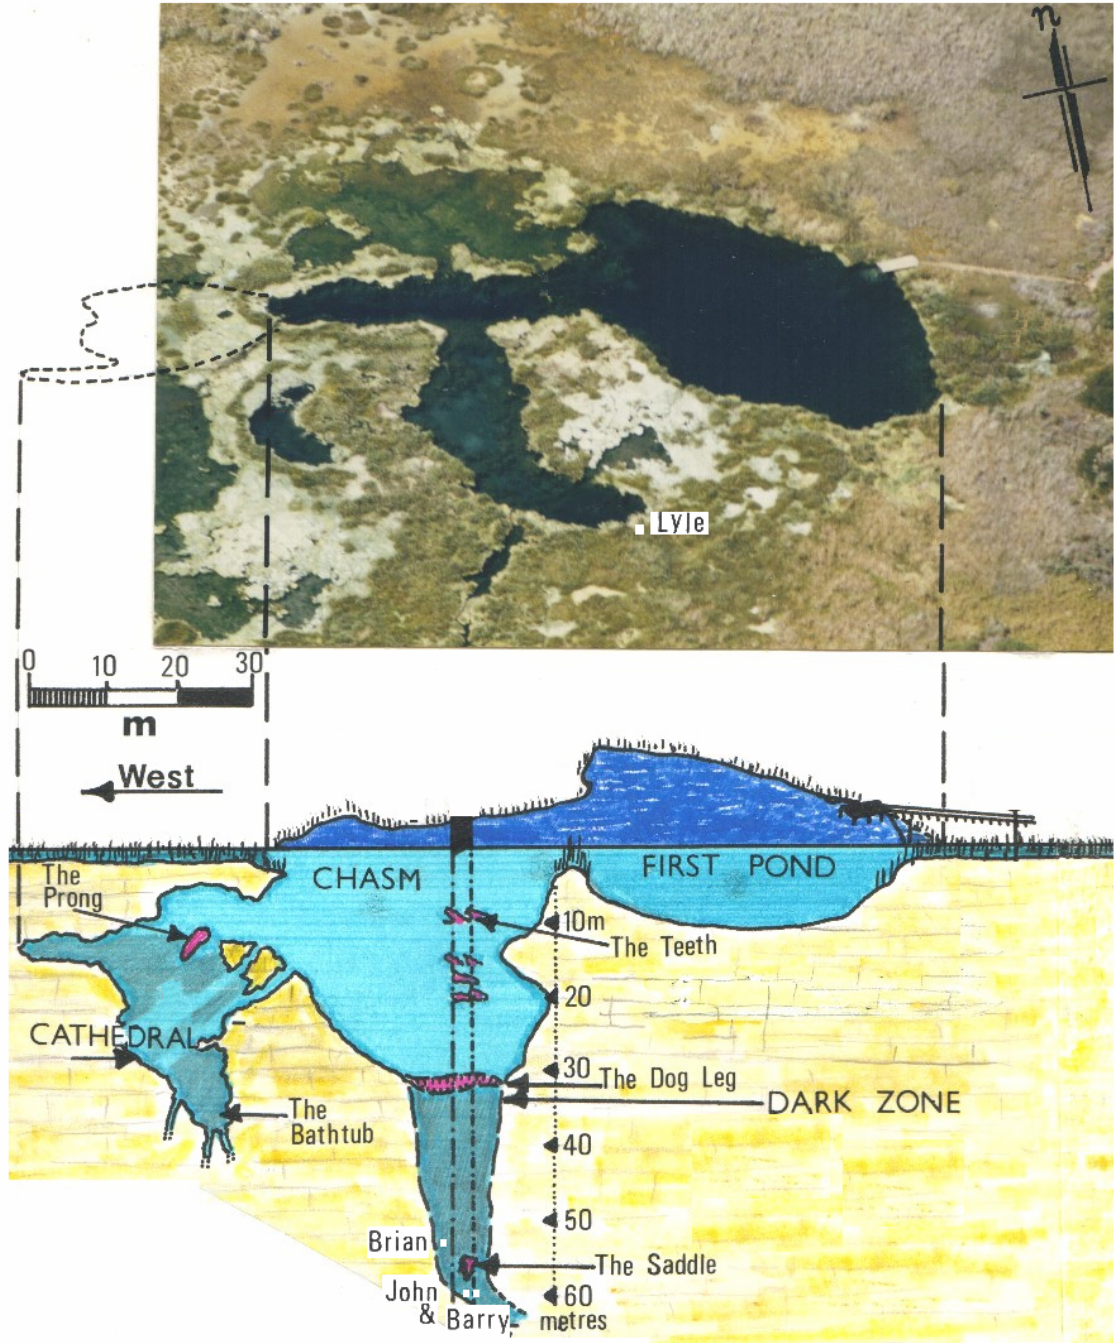 n
Lyle
0 10 20 30
m
West
CHASM
FIRST POND
The
Prong
10m
The Teeth
20
CATHEDRAL
30
The Dog Leg
DARK ZONE
The
Bathtub
40
50
Brian
The Saddle
John
& Barry,
60
metres